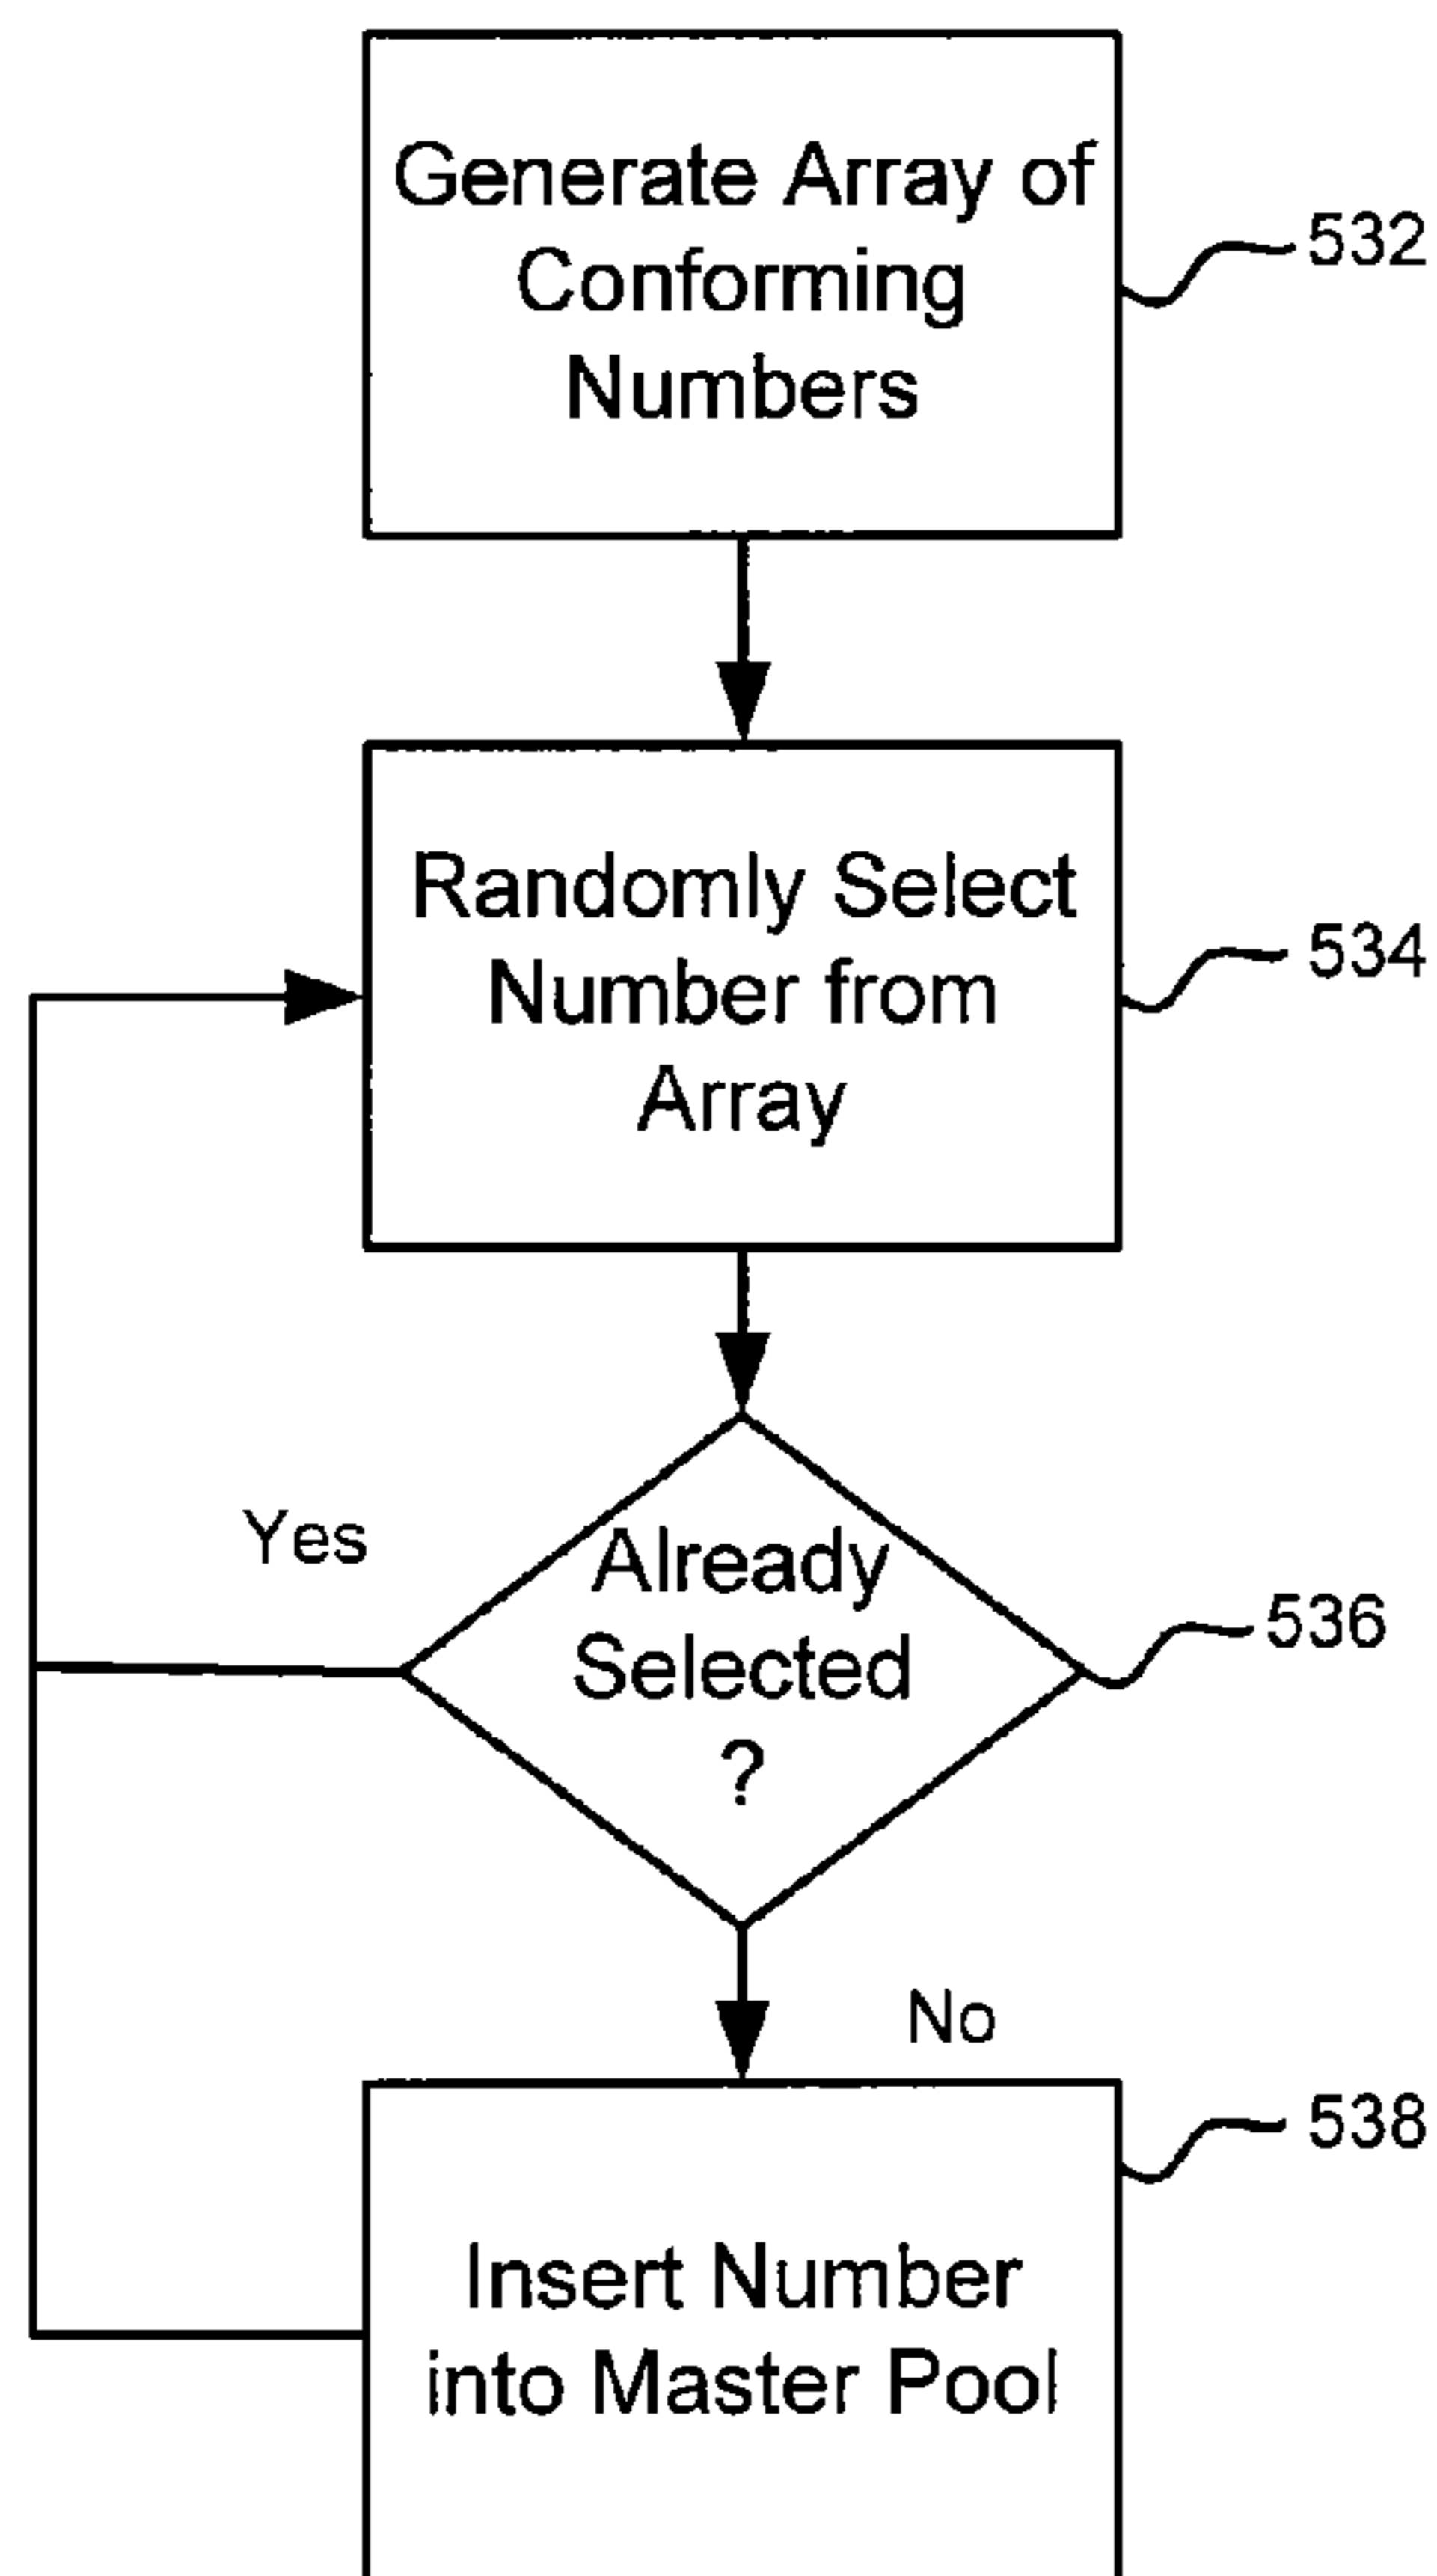 Generate Array of
Conforming
Numbers
532
Randomly Select
Number from
Array
534
Yes
Already
Selected
?
536
No
538
Insert Number
into Master Pool